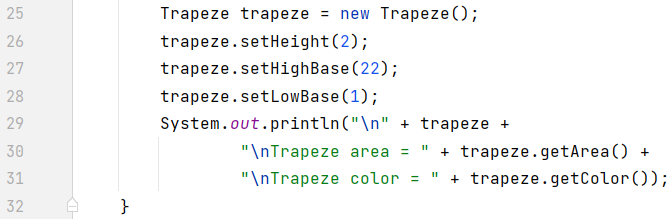 25 Trapeze trapeze = new Trapeze();
26 trapeze.setHeight(2);
27 trapeze.setHighBase(22);
28 trapeze.setLowBase(1);
29 System.out.println("\n" + trapeze +
30 "\nTrapeze area = " + trapeze.getArea() +
31 "\nTrapeze color = " + trapeze.getColor());
32 }